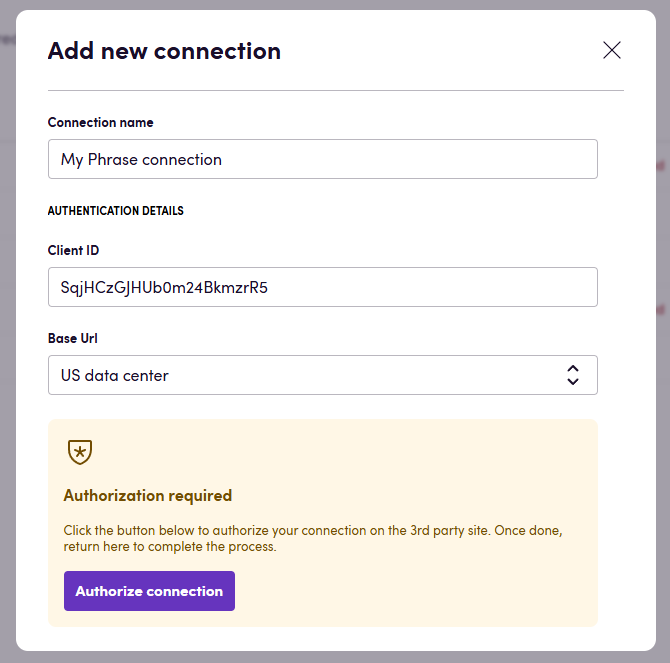 Add new connection
Connection name
My Phrase connection
AUTHENTICATION DETAILS
Client ID
SqjHCzGJHUb0m24BkmzrR5
Base Url
US data center
Authorization required
Click the button below to authorize your connection on the 3rd party site. Once done,
return here to complete the process.
Authorize connection